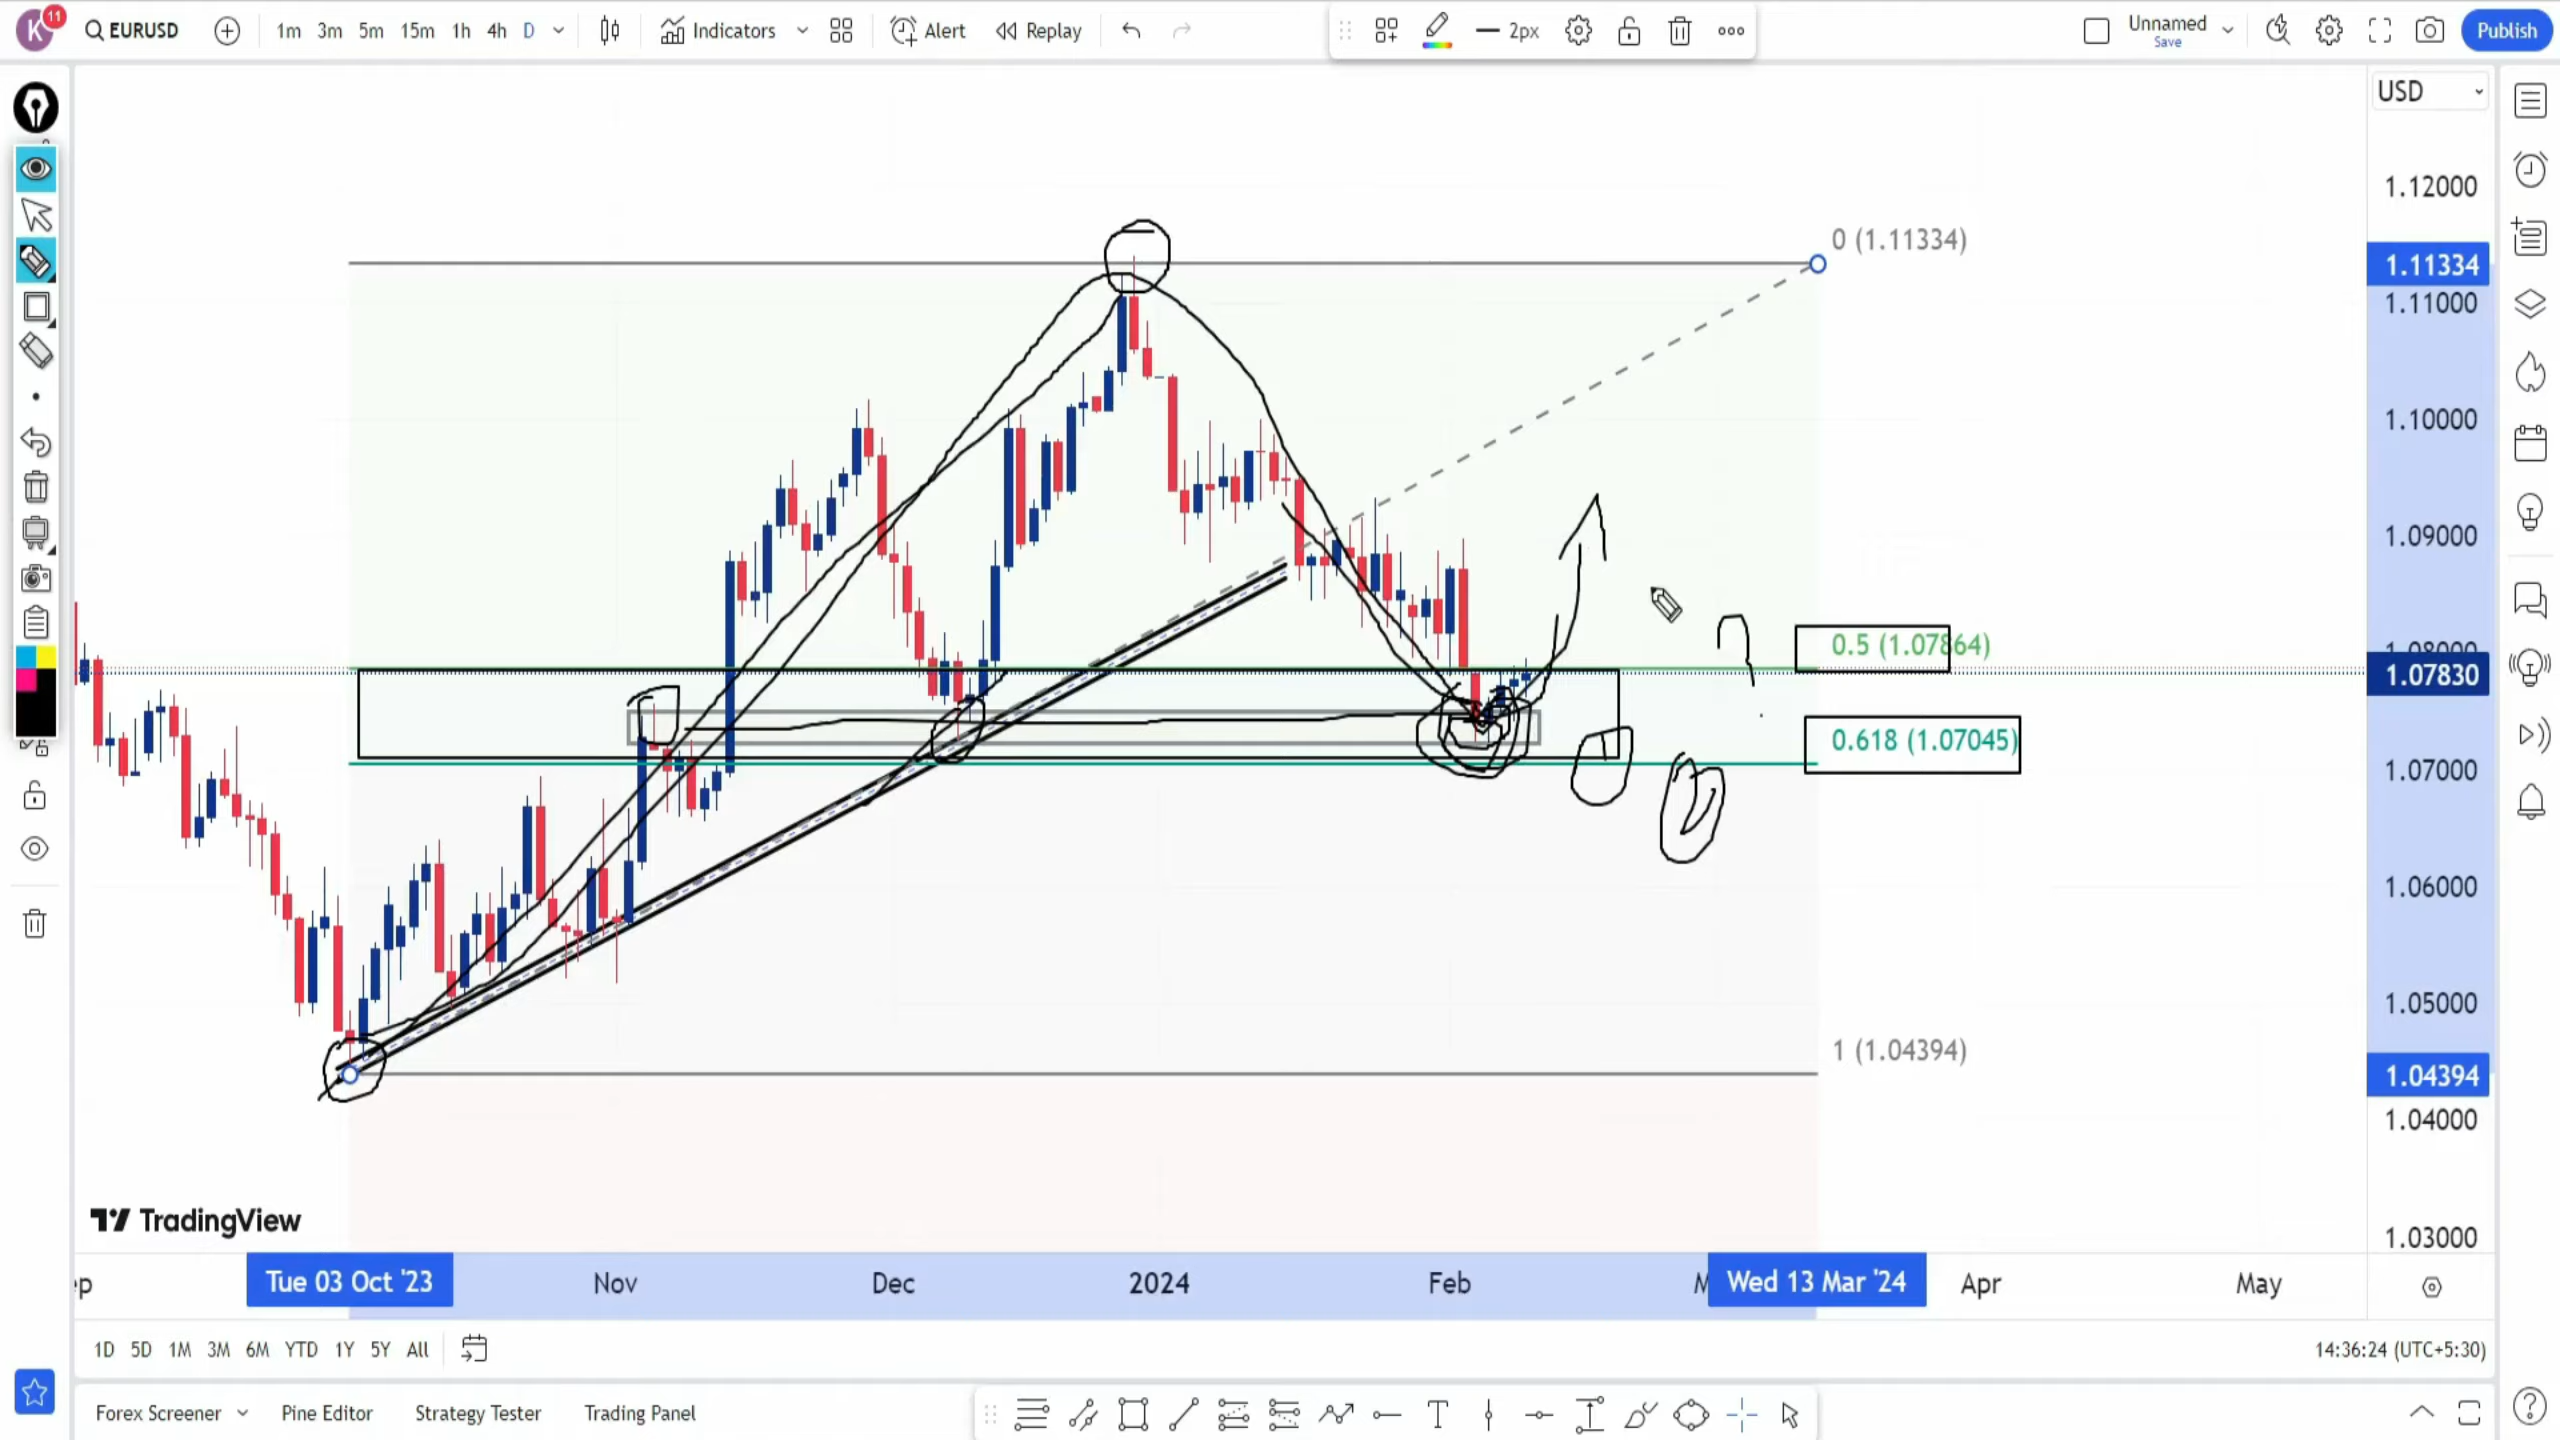 K 11 EURUSD 1m 3m 5m 15m 1h 4h D Indicators Alert Replay 2px Unnamed Save Publish
USD
1.12000
0 (1.11334) 1.11334
1.11000
1.10000
1.09000
0.5 (1.07864)
1.07830
0.618 (1.07045)
1.07000
1.06000
1.05000
1 (1.04394) 1.04394
1.04000
1.03000
TradingView
Tue 03 Oct '23 Nov Dec 2024 Feb M Wed 13 Mar '24 Apr May
1D 5D 1M 3M 6M YTD 1Y 5Y All 14:36:24 (UTC+5:30)
Forex Screener Pine Editor Strategy Tester Trading Panel